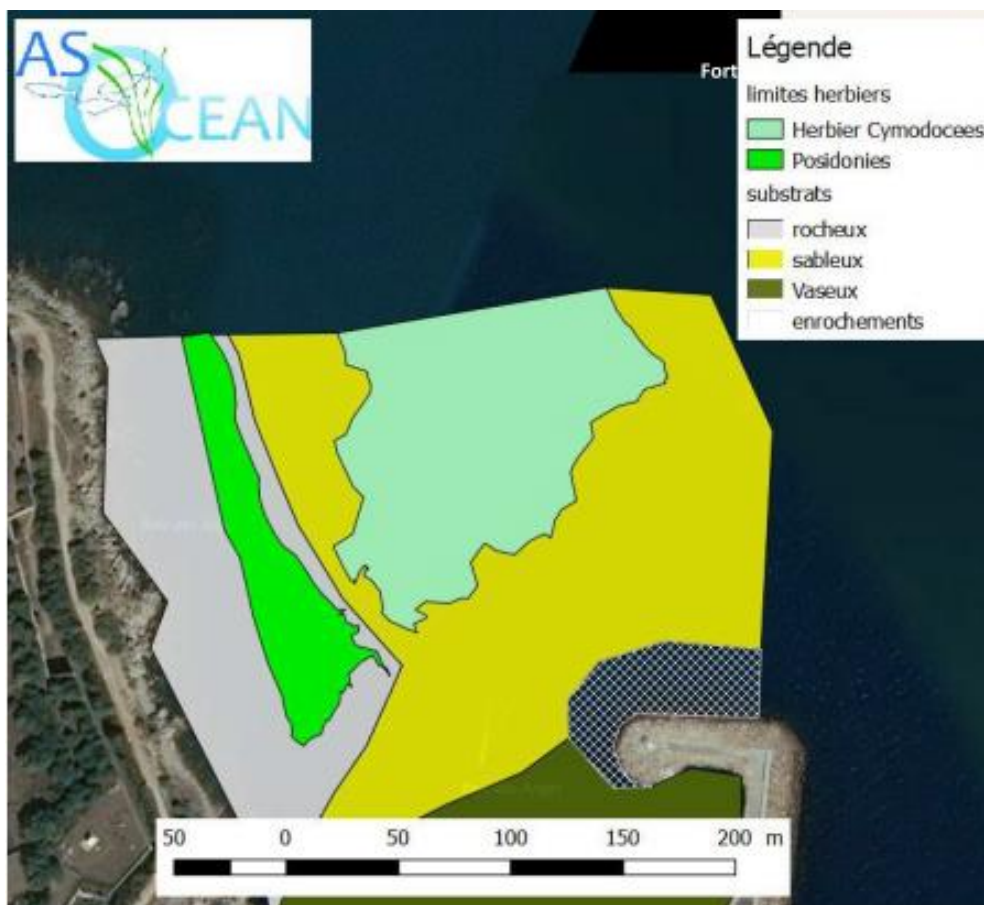 AS
OCEAN
Fort
Légende
limites herbiers
Herbier Cymodocees
Posidonies
substrats
rocheux
sableux
Vaseux
enrochements
50 0 50 100 150 200 m